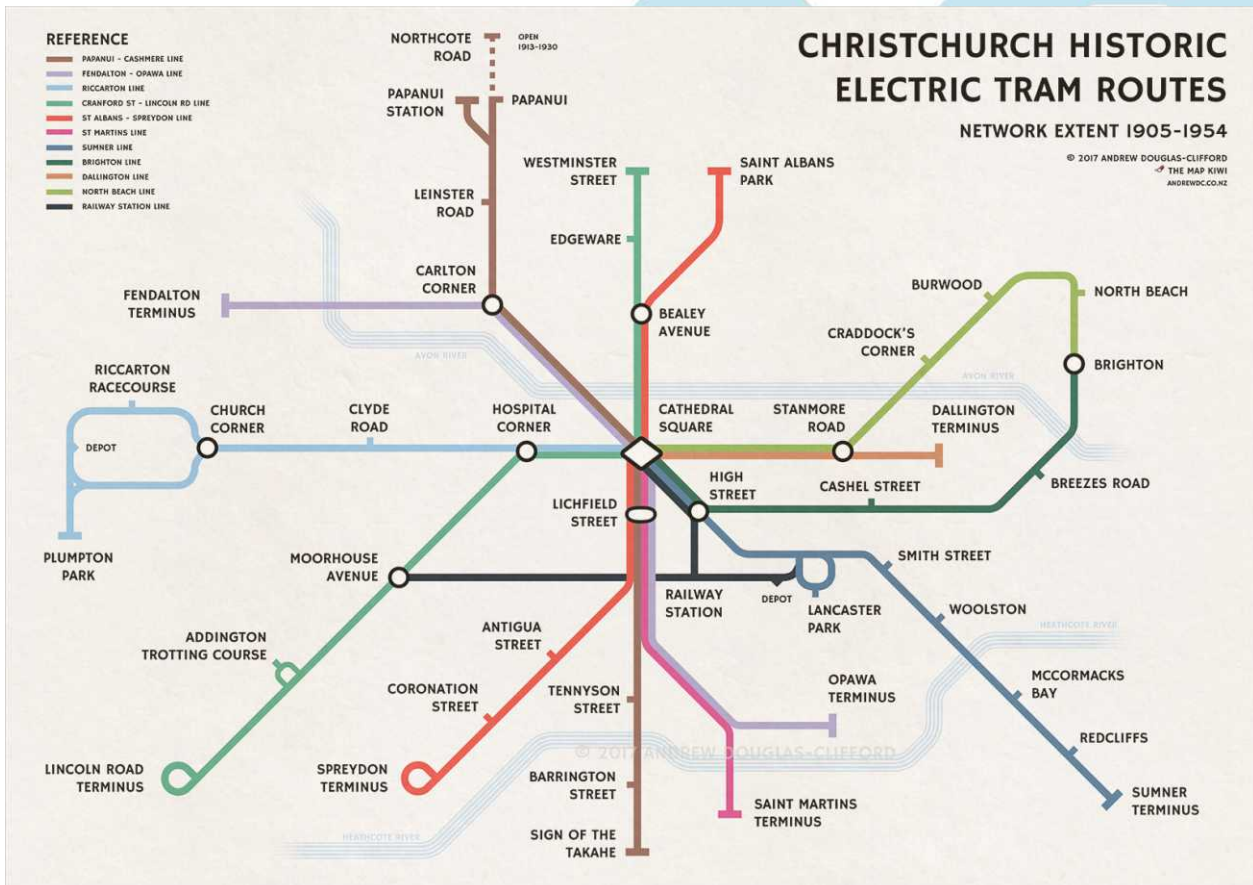 CHRISTCHURCH HISTORIC
ELECTRIC TRAM ROUTES
NETWORK EXTENT 1905-1954
© 2017 ANDREW DOUGLAS-CLIFFORD
THE MAP KIWI
ANDREWDC.CO.NZ
REFERENCE
PAPANUI - CASHMERE LINE
FENDALTON - OPAWA LINE
RICCARTON LINE
CRANFORD ST - LINCOLN RD LINE
ST ALBANS - SPREYDON LINE
ST MARTINS LINE
SUMNER LINE
BRIGHTON LINE
DALLINGTON LINE
NORTH BEACH LINE
RAILWAY STATION LINE
NORTHCOTE
ROAD
OPEN
1913-1930
PAPANUI
STATION
PAPANUI
LEINSTER
ROAD
CARLTON
CORNER
FENDALTON
TERMINUS
WESTMINSTER
STREET
SAINT ALBANS
PARK
EDGEWARE
BEALEY
AVENUE
BURWOOD
NORTH BEACH
CRADDOCK'S
CORNER
BRIGHTON
AVON RIVER
AVON RIVER
RICCARTON
RACECOURSE
CHURCH
CORNER
CLYDE
ROAD
HOSPITAL
CORNER
CATHEDRAL
SQUARE
STANMORE
ROAD
DALLINGTON
TERMINUS
DEPOT
PLUMPTON
PARK
HIGH
STREET
CASHEL STREET
BREEZES ROAD
LICHFIELD
STREET
MOORHOUSE
AVENUE
SMITH STREET
RAILWAY
STATION
DEPOT
LANCASTER
PARK
WOOLSTON
HEATHCOTE RIVER
ADDINGTON
TROTTING COURSE
ANTIGUA
STREET
CORONATION
STREET
TENNYSON
STREET
OPAWA
TERMINUS
MCCORMACKS
BAY
REDCLIFFS
© 2017 ANDREW DOUGLAS-CLIFFORD
LINCOLN ROAD
TERMINUS
SPREYDON
TERMINUS
BARRINGTON
STREET
SAINT MARTINS
TERMINUS
SUMNER
TERMINUS
HEATHCOTE RIVER
SIGN OF THE
TAKAHE